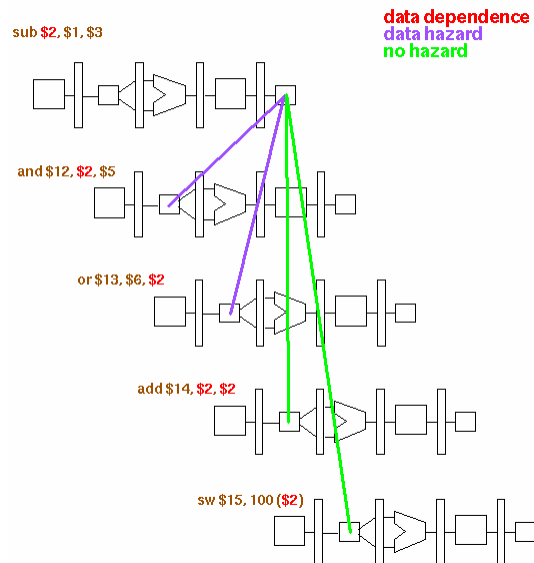 data dependence
data hazard
no hazard
sub $2, $1, $3
and $12, $2, $5
or $13, $6, $2
add $14, $2, $2
sw $15, 100 ($2)